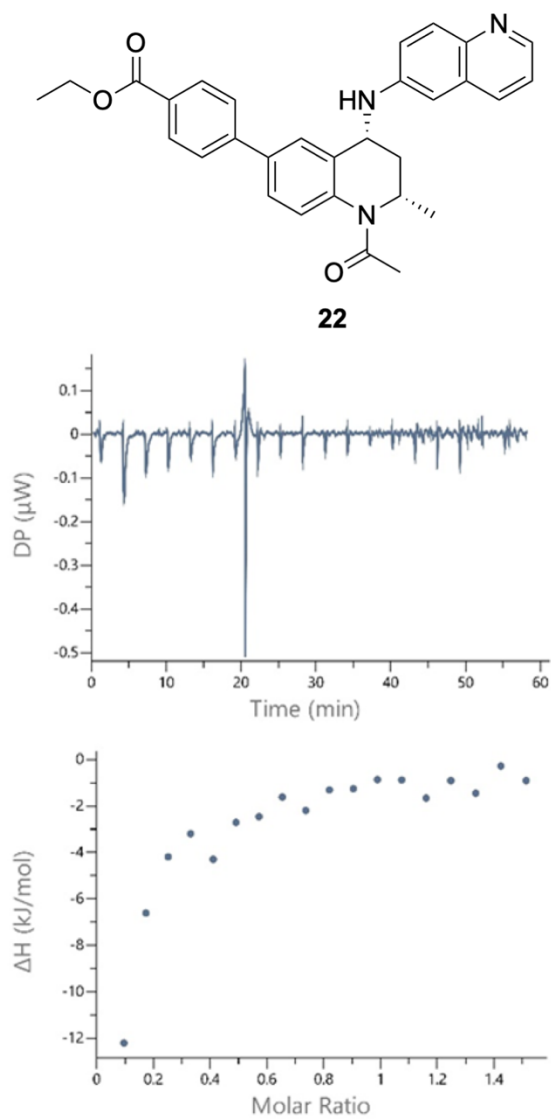 N
O
HN
O
N
O
22
0.1
0
-0.1
-0.2
-0.3
-0.4
-0.5
DP (µW)
0 10 20 30 40 50 60
Time (min)
0
-2
-4
-6
-8
-10
-12
ΔH (kJ/mol)
0 0.2 0.4 0.6 0.8 1 1.2 1.4
Molar Ratio